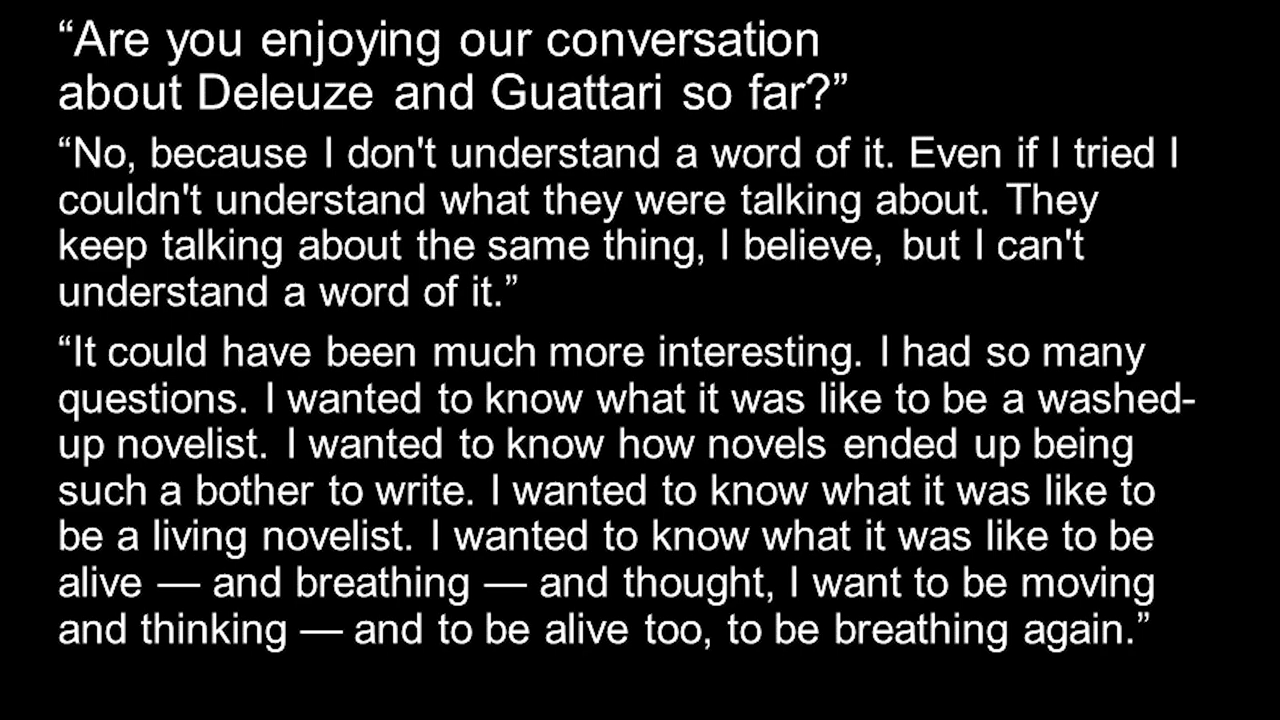 “Are you enjoying our conversation
about Deleuze and Guattari so far?”
“No, because I don't understand a word of it. Even if I tried I
couldn't understand what they were talking about. They
keep talking about the same thing, I believe, but I can't
understand a word of it.”
“It could have been much more interesting. I had so many
questions. I wanted to know what it was like to be a washed-
up novelist. I wanted to know how novels ended up being
such a bother to write. I wanted to know what it was like to
be a living novelist. I wanted to know what it was like to be
alive — and breathing — and thought, I want to be moving
and thinking — and to be alive too, to be breathing again.”